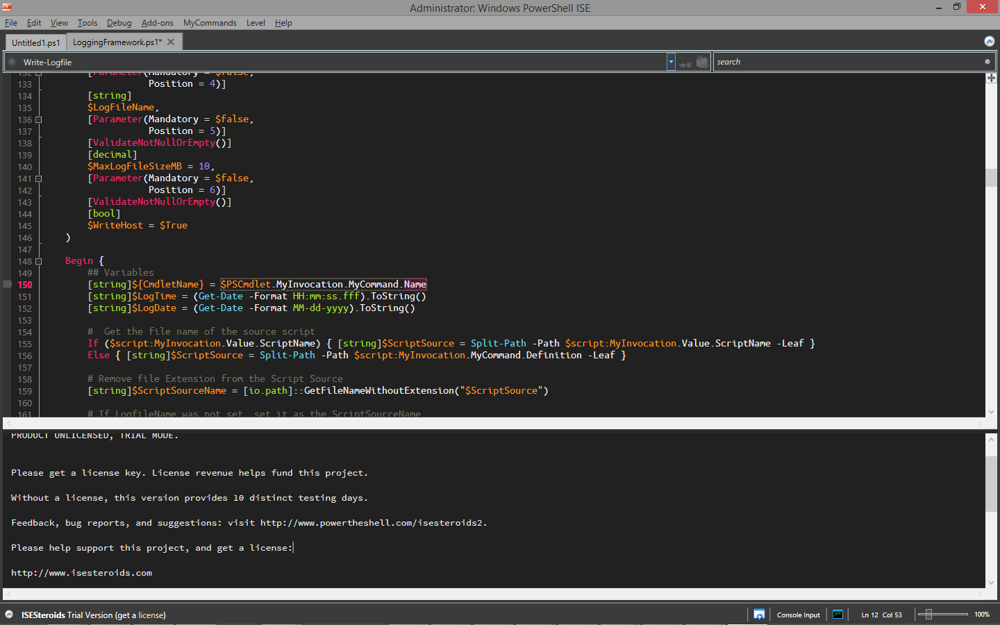 Administrator: Windows PowerShell ISE
File Edit View Tools Debug Add-ons MyCommands Level Help
Untitled1.ps1 LoggingFramework.ps1*
Write-Logfile search
132 [Parameter(Mandatory = $false,
133 Position = 4)]
134 [string]
135 $LogFileName,
136 [Parameter(Mandatory = $false,
137 Position = 5)]
138 [ValidateNotNullOrEmpty()]
139 [decimal]
140 $MaxLogFileSizeMB = 10,
141 [Parameter(Mandatory = $false,
142 Position = 6)]
143 [ValidateNotNullOrEmpty()]
144 [bool]
145 $WriteHost = $True
146 )
147
148 Begin {
149 ## Variables
150 [string]${CmdletName} = $PSCmdlet.MyInvocation.MyCommand.Name
151 [string]$LogTime = (Get-Date -Format HH:mm:ss.fff).ToString()
152 [string]$LogDate = (Get-Date -Format MM-dd-yyyy).ToString()
153
154 #  Get the file name of the source script
155 If ($script:MyInvocation.Value.ScriptName) { [string]$ScriptSource = Split-Path -Path $script:MyInvocation.Value.ScriptName -Leaf }
156 Else { [string]$ScriptSource = Split-Path -Path $script:MyInvocation.MyCommand.Definition -Leaf }
157
158 # Remove file Extension from the Script Source
159 [string]$ScriptSourceName = [io.path]::GetFileNameWithoutExtension("$ScriptSource")
160
161 # If LogfileName was not set, set it as the ScriptSourceName
PRODUCT UNLICENSED, TRIAL MODE.
Please get a license key. License revenue helps fund this project.
Without a license, this version provides 10 distinct testing days.
Feedback, bug reports, and suggestions: visit http://www.powertheshell.com/isesteroids2.
Please help support this project, and get a license:
http://www.isesteroids.com
ISESteroids Trial Version (get a license) Console Input Ln 12 Col 53 100%